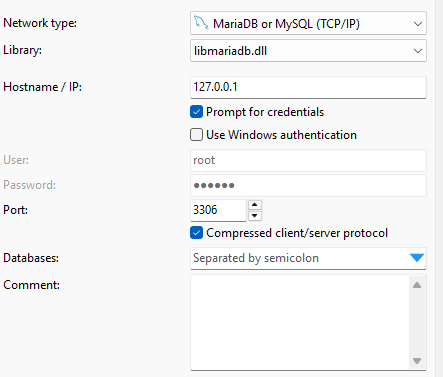 Network type: MariaDB or MySQL (TCP/IP)
Library: libmariadb.dll
Hostname / IP: 127.0.0.1
Prompt for credentials
Use Windows authentication
User: root
Password: ●●●●●●
Port: 3306
Compressed client/server protocol
Databases: Separated by semicolon
Comment: